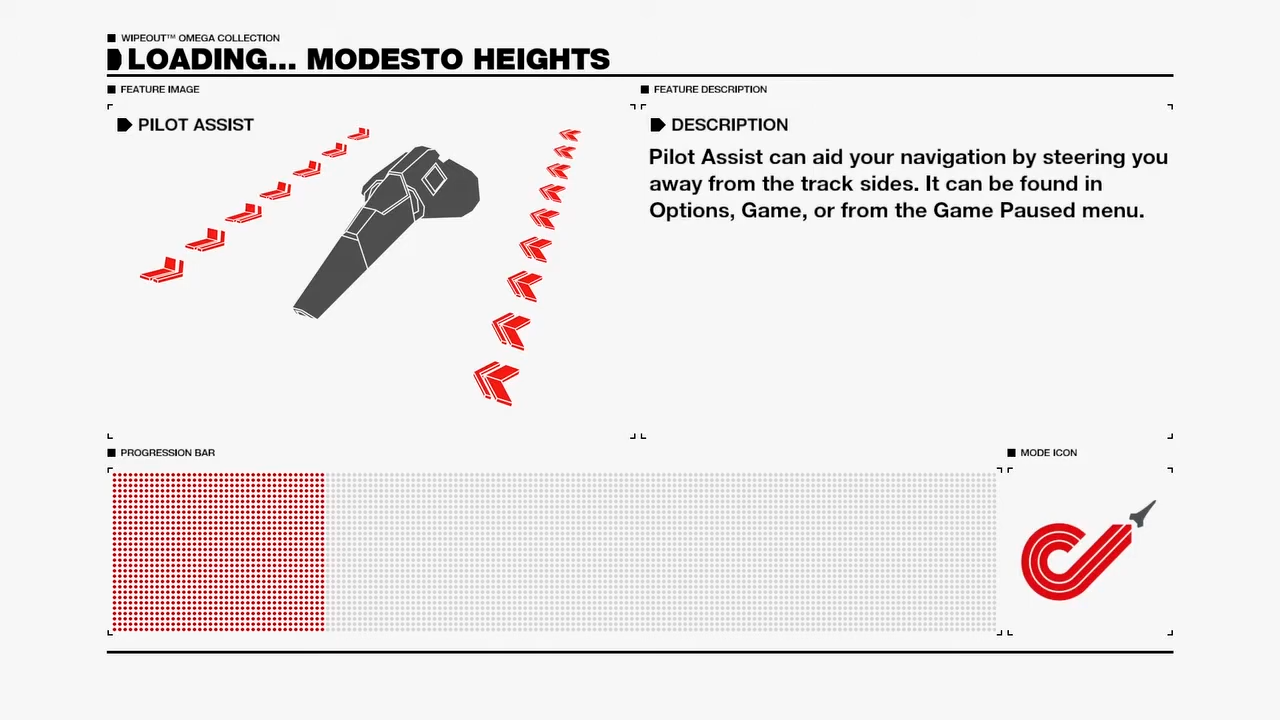 WIPEOUT™ OMEGA COLLECTION
LOADING... MODESTO HEIGHTS
FEATURE IMAGE
PILOT ASSIST
FEATURE DESCRIPTION
DESCRIPTION
Pilot Assist can aid your navigation by steering you
away from the track sides. It can be found in
Options, Game, or from the Game Paused menu.
PROGRESSION BAR
MODE ICON